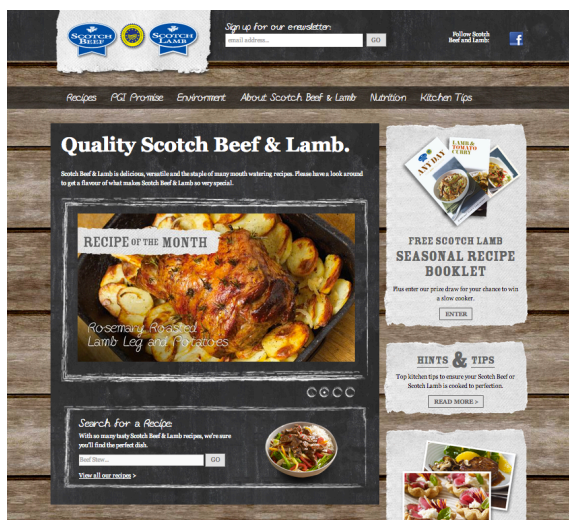 SCOTCH
BEEF
SCOTCH
LAMB
Sign up for our e-newsletter:
email address...
GO
Follow Scotch
Beef and Lamb:
f
Recipes
PGI Promise
Environment
About Scotch Beef & Lamb
Nutrition
Kitchen Tips
Quality Scotch Beef & Lamb.
Scotch Beef & Lamb is delicious, versatile and the staple of many mouth watering recipes. Please have a look around
to get a flavour of what makes Scotch Beef & Lamb so very special.
RECIPE OF THE MONTH
Rosemary Roasted
Lamb Leg and Potatoes
Search for a Recipe
With so many tasty Scotch Beef & Lamb recipes, we're sure
you'll find the perfect dish.
Beef Stew...
GO
View all our recipes >
ANY DAY
LAMB &
TOMATO
CURRY
FREE SCOTCH LAMB
SEASONAL RECIPE
BOOKLET
Plus enter our prize draw for your chance to win
a slow cooker.
ENTER
HINTS & TIPS
Top kitchen tips to ensure your Scotch Beef or
Scotch Lamb is cooked to perfection.
READ MORE >